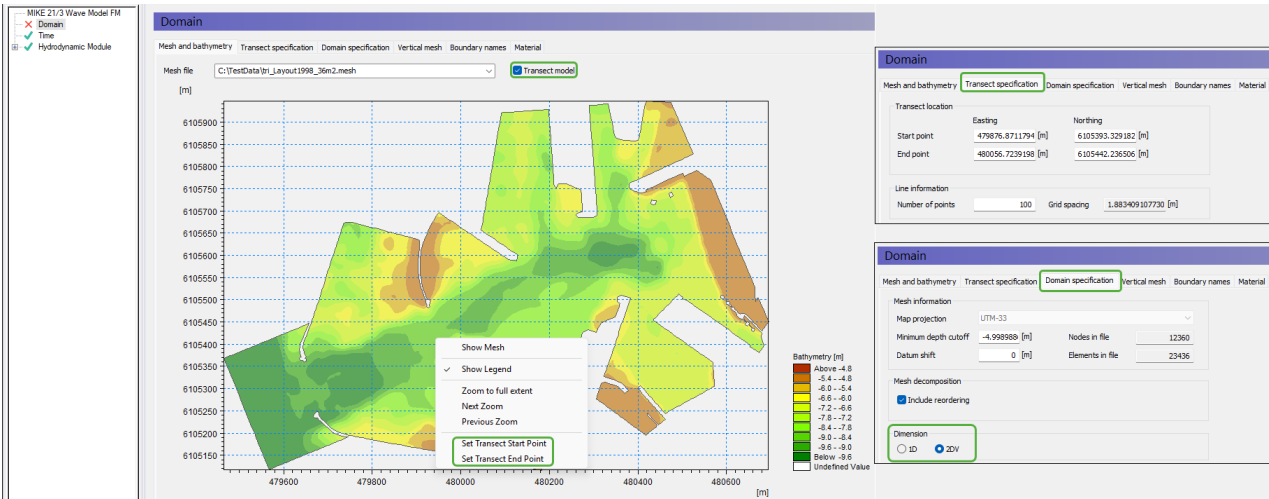 MIKE 21/3 Wave Model FM
Domain
Time
Hydrodynamic Module
Domain
Mesh and bathymetry Transect specification Domain specification Vertical mesh Boundary names Material
Mesh file C:\TestData\tri_Layout1998_36m2.mesh Transect model
[m]
6105900
6105850
6105800
6105750
6105700
6105650
6105600
6105550
6105500
6105450
6105400
6105350
6105300
6105250
6105200
6105150
479600 479800 480000 480200 480400 480600
[m]
Show Mesh
Show Legend
Zoom to full extent
Next Zoom
Previous Zoom
Set Transect Start Point
Set Transect End Point
Bathymetry [m]
Above -4.8
-5.4 - -4.8
-6.0 - -5.4
-6.6 - -6.0
-7.2 - -6.6
-7.8 - -7.2
-8.4 - -7.8
-9.0 - -8.4
-9.6 - -9.0
Below -9.6
Undefined Value
Domain
Mesh and bathymetry Transect specification Domain specification Vertical mesh Boundary names Material
Transect location
Easting Northing
Start point 479876.8711794 [m] 6105393.329182 [m]
End point 480056.7239198 [m] 6105442.236506 [m]
Line information
Number of points 100 Grid spacing 1.883409107730 [m]
Domain
Mesh and bathymetry Transect specification Domain specification Vertical mesh Boundary names Material
Mesh information
Map projection UTM-33
Minimum depth cutoff -4.998988 [m] Nodes in file 12360
Datum shift 0 [m] Elements in file 23436
Mesh decomposition
Include reordering
Dimension
1D 2DV